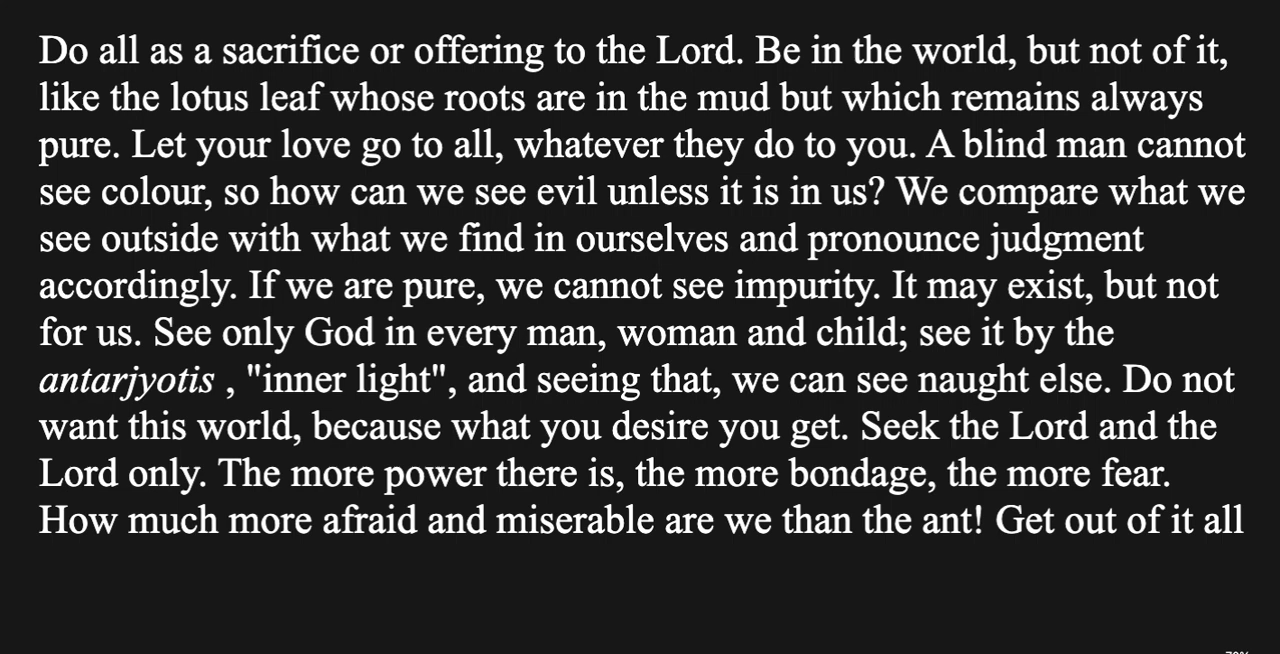 Do all as a sacrifice or offering to the Lord. Be in the world, but not of it,
like the lotus leaf whose roots are in the mud but which remains always
pure. Let your love go to all, whatever they do to you. A blind man cannot
see colour, so how can we see evil unless it is in us? We compare what we
see outside with what we find in ourselves and pronounce judgment
accordingly. If we are pure, we cannot see impurity. It may exist, but not
for us. See only God in every man, woman and child; see it by the
antarjyotis , "inner light", and seeing that, we can see naught else. Do not
want this world, because what you desire you get. Seek the Lord and the
Lord only. The more power there is, the more bondage, the more fear.
How much more afraid and miserable are we than the ant! Get out of it all